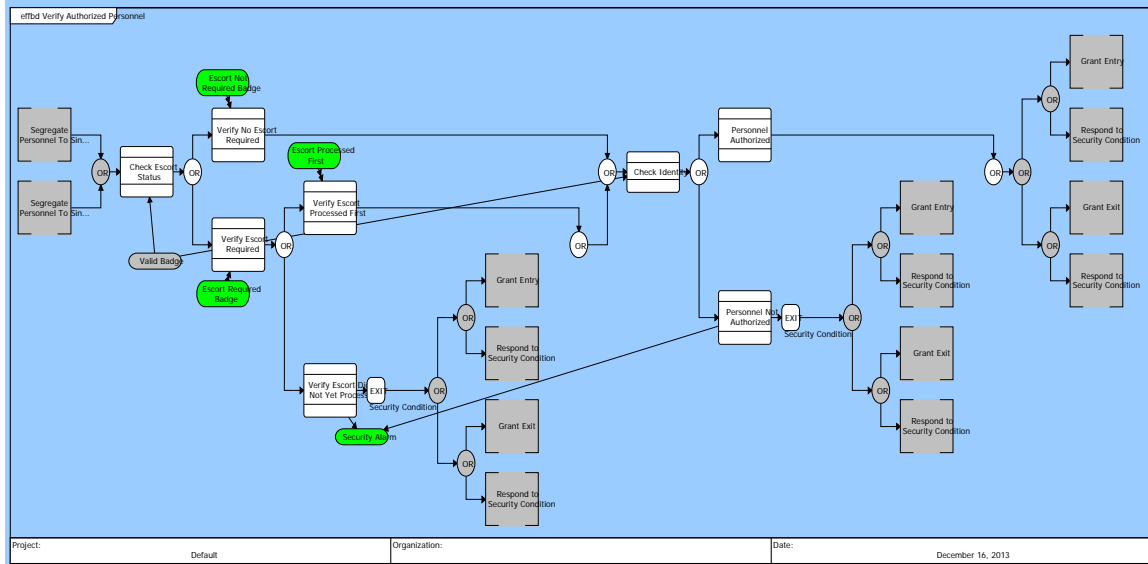 effbd Verify Authorized Personnel
Escort Not
Required Badge
Segregate
Personnel To Sin...
Segregate
Personnel To Sin...
OR
Check Escort
Status
OR
Verify No Escort
Required
Escort Processed
First
Verify Escort
Processed First
Verify Escort
Required
OR
Valid Badge
Escort Required
Badge
OR
OR
Check Identity
OR
Personnel
Authorized
OR
OR
OR
Grant Entry
Respond to
Security Condition
OR
Grant Exit
Respond to
Security Condition
Personnel Not
Authorized
EXIT
Security Condition
OR
OR
Grant Entry
Respond to
Security Condition
OR
Grant Exit
Respond to
Security Condition
Verify Escort Di
Not Yet Process
EXIT
Security Condition
Security Alarm
OR
OR
Grant Entry
Respond to
Security Condition
OR
Grant Exit
Respond to
Security Condition
Project:
Default
Organization:
Date:
December 16, 2013